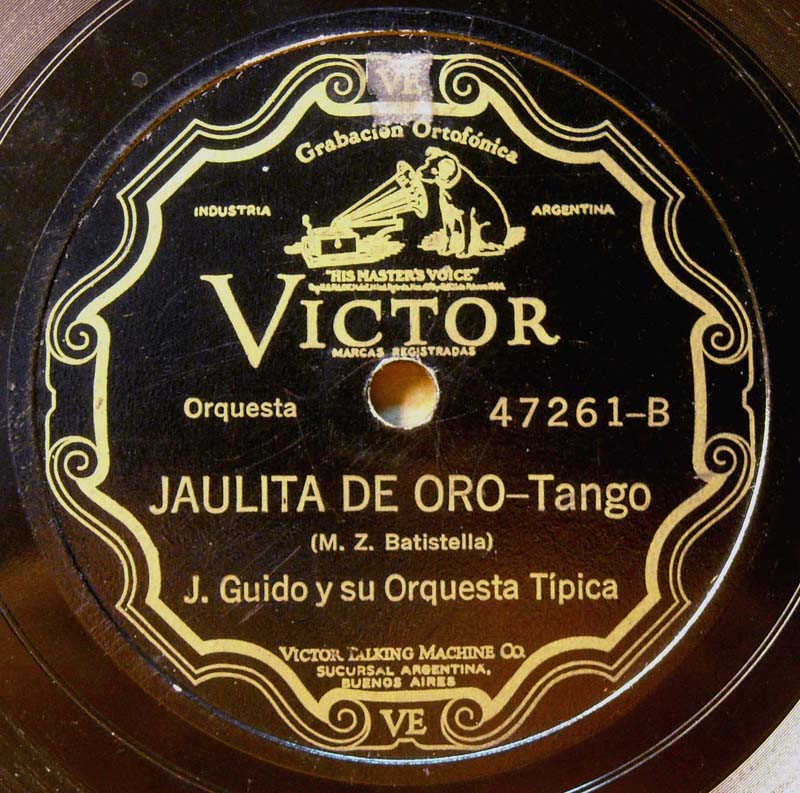 VE
Grabación Ortofónica
INDUSTRIA ARGENTINA
"HIS MASTER'S VOICE"
VICTOR
MARCAS REGISTRADAS
Orquesta 47261-B
JAULITA DE ORO-Tango
(M. Z. Batistella)
J. Guido y su Orquesta Típica
VICTOR TALKING MACHINE CO.
SUCURSAL ARGENTINA,
BUENOS AIRES
VE